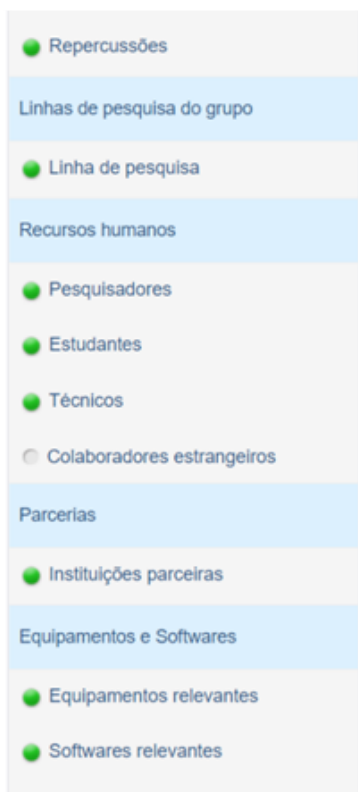 Repercussões
Linhas de pesquisa do grupo
Linha de pesquisa
Recursos humanos
Pesquisadores
Estudantes
Técnicos
Colaboradores estrangeiros
Parcerias
Instituições parceiras
Equipamentos e Softwares
Equipamentos relevantes
Softwares relevantes